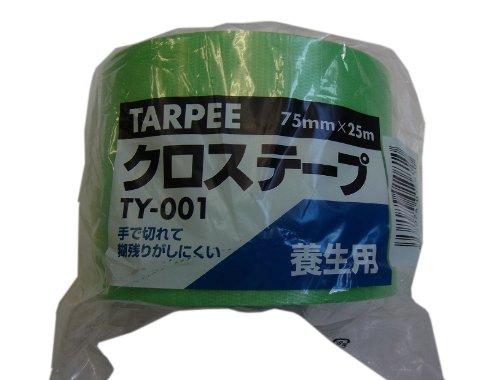 TARPEE 75mm×25m
クロステープ
TY-001
手で切れて
糊残りがしにくい
養生用